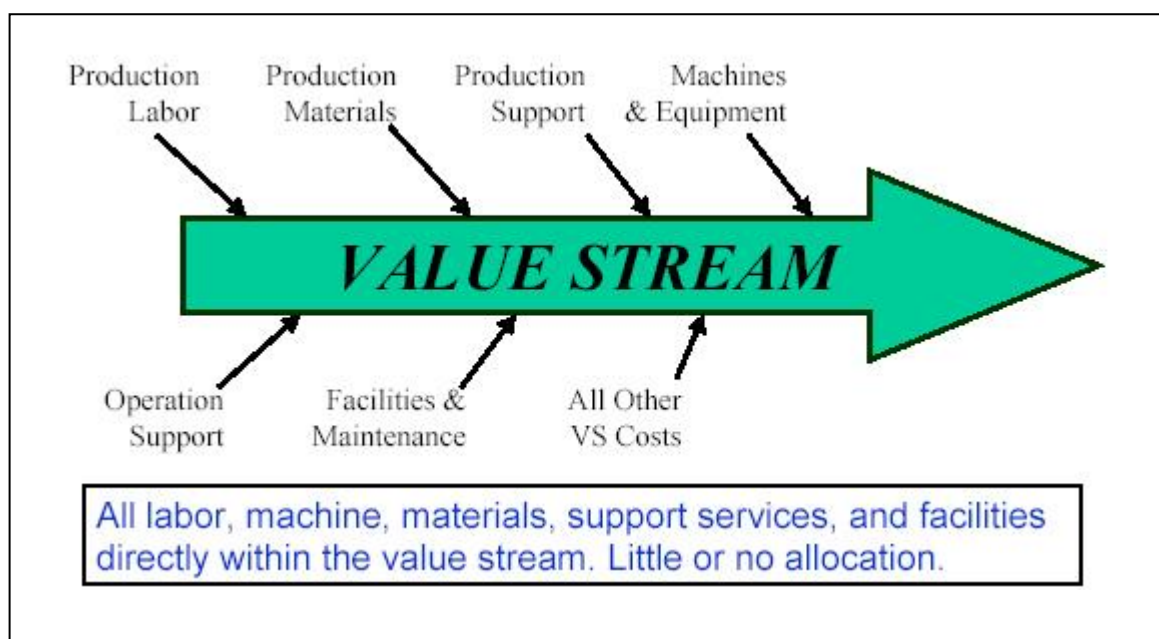 Production
Labor
Production
Materials
Production
Support
Machines
& Equipment
VALUE STREAM
Operation
Support
Facilities &
Maintenance
All Other
VS Costs
All labor, machine, materials, support services, and facilities
directly within the value stream. Little or no allocation.